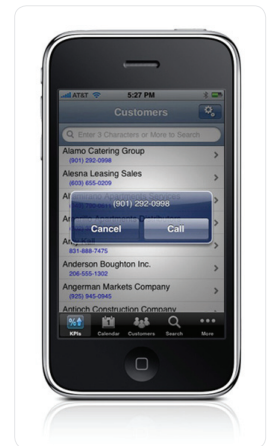 AT&T 5:27 PM
Customers
Enter 3 Characters or More to Search
Alamo Catering Group
(901) 292-0998
Alesna Leasing Sales
(603) 655-0209
(901) 292-0998
Cancel Call
831-888-7475
Anderson Boughton Inc.
206-555-1302
Angerman Markets Company
(925) 945-0945
Antioch Construction Company
KPIs Calendar Customers Search More